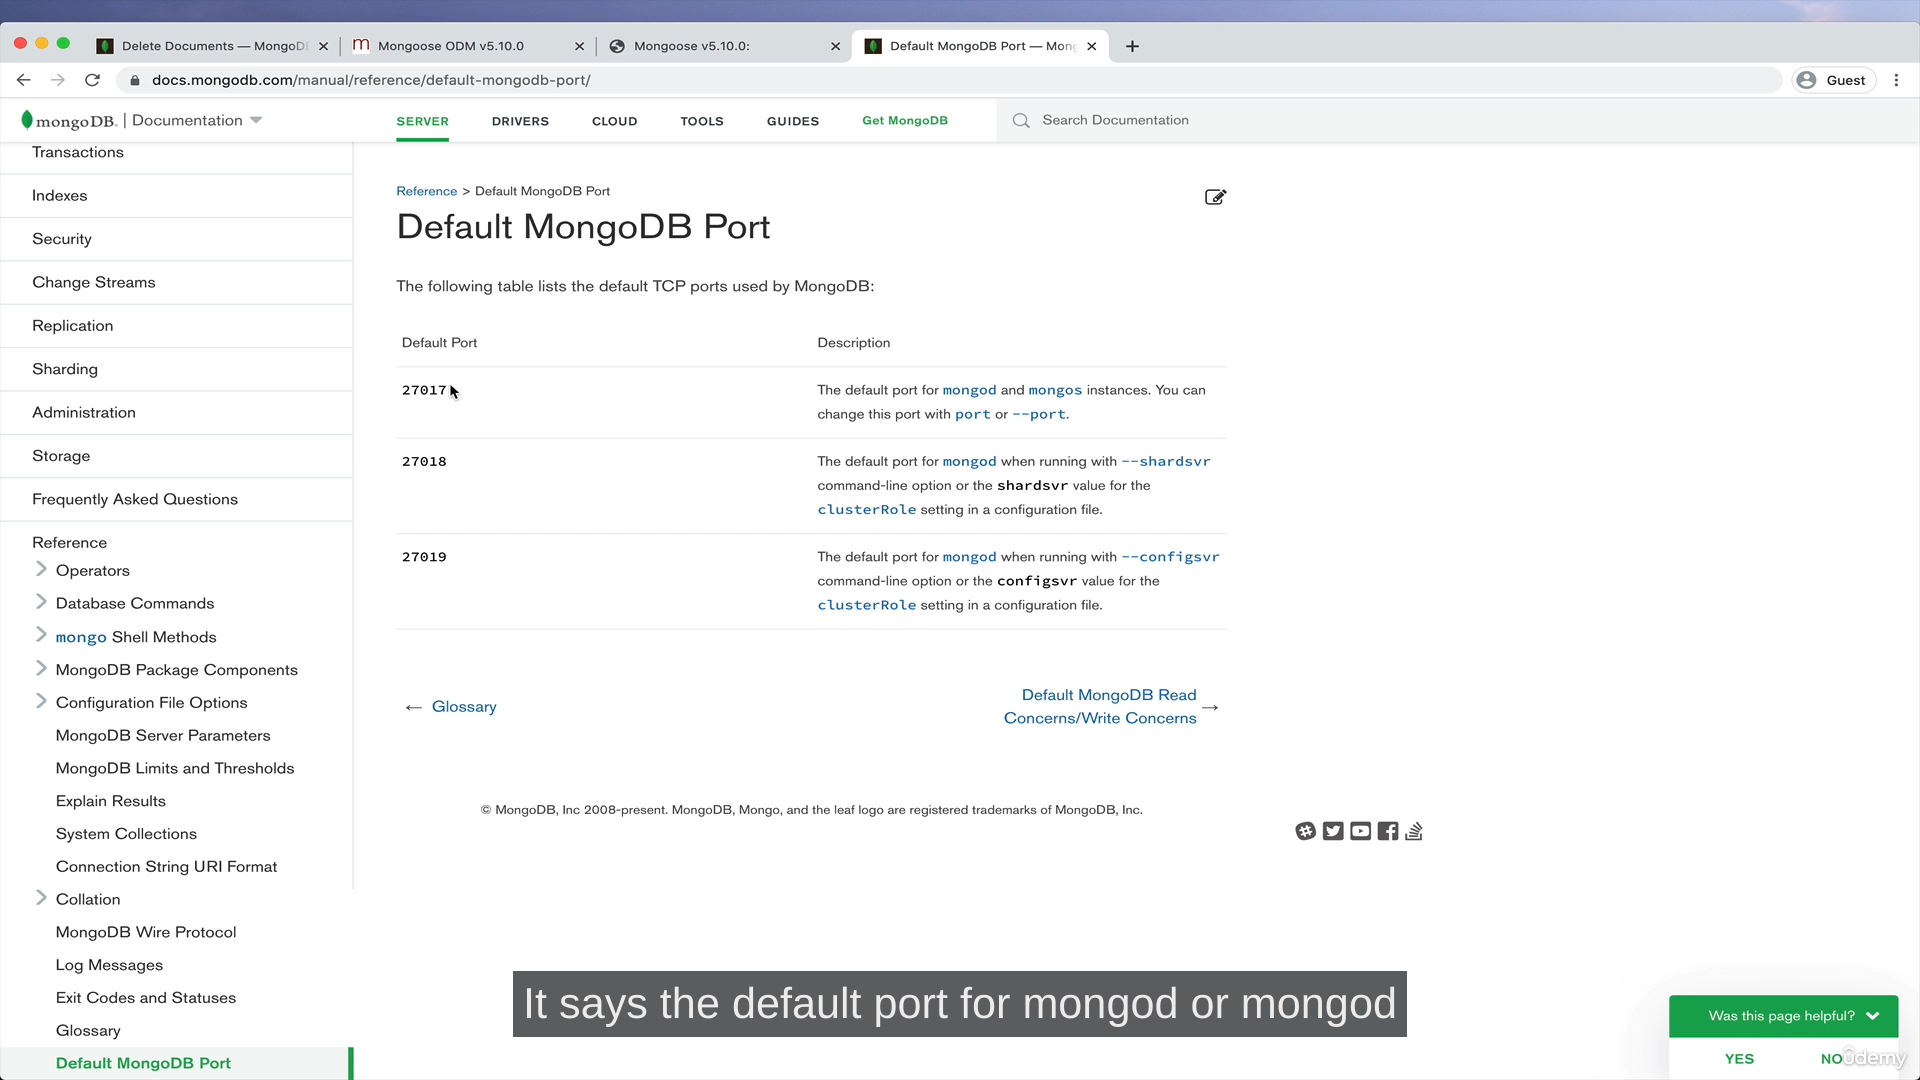 Delete Documents — MongoDB
Mongoose ODM v5.10.0
Mongoose v5.10.0:
Default MongoDB Port — Mong
docs.mongodb.com/manual/reference/default-mongodb-port/
Guest
mongoDB. | Documentation
SERVER
DRIVERS
CLOUD
TOOLS
GUIDES
Get MongoDB
Search Documentation
Transactions
Indexes
Security
Change Streams
Replication
Sharding
Administration
Storage
Frequently Asked Questions
Reference
Operators
Database Commands
mongo Shell Methods
MongoDB Package Components
Configuration File Options
MongoDB Server Parameters
MongoDB Limits and Thresholds
Explain Results
System Collections
Connection String URI Format
Collation
MongoDB Wire Protocol
Log Messages
Exit Codes and Statuses
Glossary
Default MongoDB Port
Reference > Default MongoDB Port
Default MongoDB Port
The following table lists the default TCP ports used by MongoDB:
Default Port
Description
27017
The default port for mongod and mongos instances. You can
change this port with port or --port.
27018
The default port for mongod when running with --shardsvr
command-line option or the shardsvr value for the
clusterRole setting in a configuration file.
27019
The default port for mongod when running with --configsvr
command-line option or the configsvr value for the
clusterRole setting in a configuration file.
← Glossary
Default MongoDB Read
Concerns/Write Concerns →
© MongoDB, Inc 2008-present. MongoDB, Mongo, and the leaf logo are registered trademarks of MongoDB, Inc.
It says the default port for mongod or mongod
Was this page helpful?
YES
NO
ûdemy